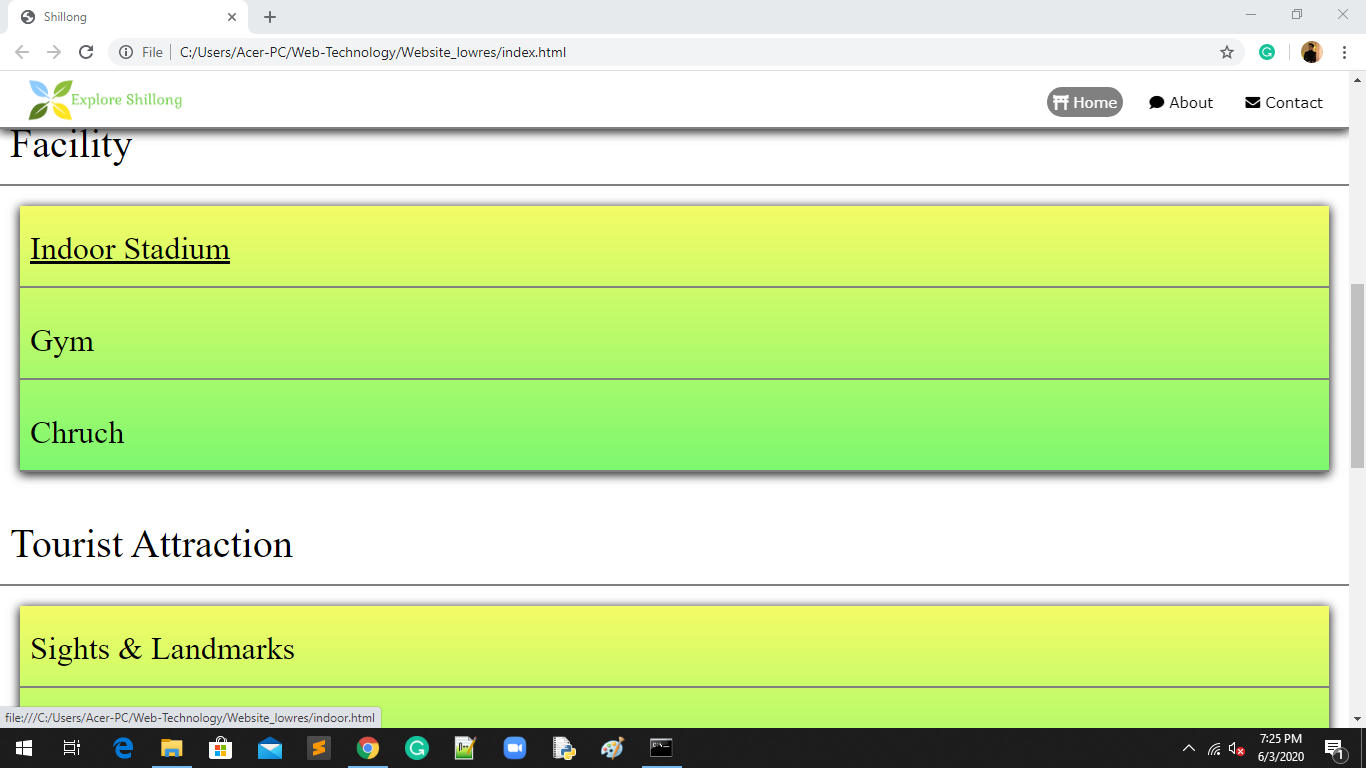 Shillong
File
C:/Users/Acer-PC/Web-Technology/Website_lowres/index.html
Explore Shillong
Home
About
Contact
Facility
Indoor Stadium
Gym
Chruch
Tourist Attraction
Sights & Landmarks
file:///C:/Users/Acer-PC/Web-Technology/Website_lowres/indoor.html
7:25 PM
6/3/2020
1